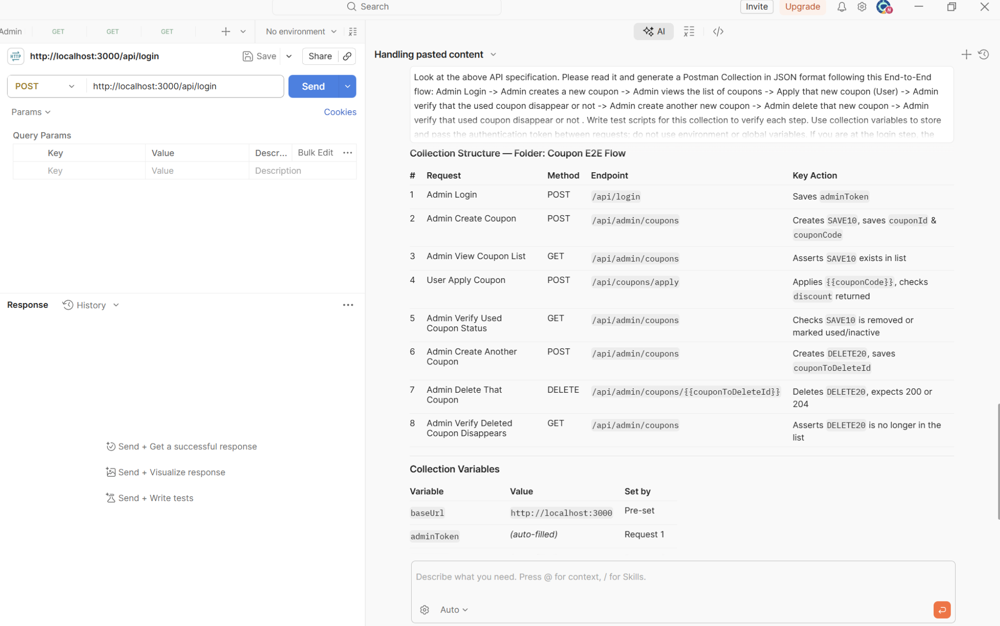 Search
Invite
Upgrade
N
Admin
GET
GET
GET
No environment
AI
HTTP
http://localhost:3000/api/login
Save
Share
POST
http://localhost:3000/api/login
Send
Params
Cookies
Query Params
Key Value Descr... Bulk Edit
Key Value Description
Response
History
Send + Get a successful response
Send + Visualize response
Send + Write tests
Handling pasted content
Look at the above API specification. Please read it and generate a Postman Collection in JSON format following this End-to-End
flow: Admin Login -> Admin creates a new coupon -> Admin views the list of coupons -> Apply that new coupon (User) -> Admin
verify that the used coupon disappear or not -> Admin create another new coupon -> Admin delete that new coupon -> Admin
verify that used coupon disappear or not . Write test scripts for this collection to verify each step. Use collection variables to store
and pass the authentication token between requests; do not use environment or global variables. If you are at the login step, the
Collection Structure — Folder: Coupon E2E Flow
# Request Method Endpoint Key Action
1 Admin Login POST /api/login Saves adminToken
2 Admin Create Coupon POST /api/admin/coupons Creates SAVE10, saves couponId &
couponCode
3 Admin View Coupon List GET /api/admin/coupons Asserts SAVE10 exists in list
4 User Apply Coupon POST /api/coupons/apply Applies {{couponCode}}, checks
discount returned
5 Admin Verify Used GET /api/admin/coupons Checks SAVE10 is removed or
Coupon Status marked used/inactive
6 Admin Create Another POST /api/admin/coupons Creates DELETE20, saves
Coupon couponToDeleteId
7 Admin Delete That DELETE /api/admin/coupons/{{couponToDeleteId}} Deletes DELETE20, expects 200 or
Coupon 204
8 Admin Verify Deleted GET /api/admin/coupons Asserts DELETE20 is no longer in the
Coupon Disappears list
Collection Variables
Variable Value Set by
baseUrl http://localhost:3000 Pre-set
adminToken (auto-filled) Request 1
Describe what you need. Press @ for context, / for Skills.
Auto